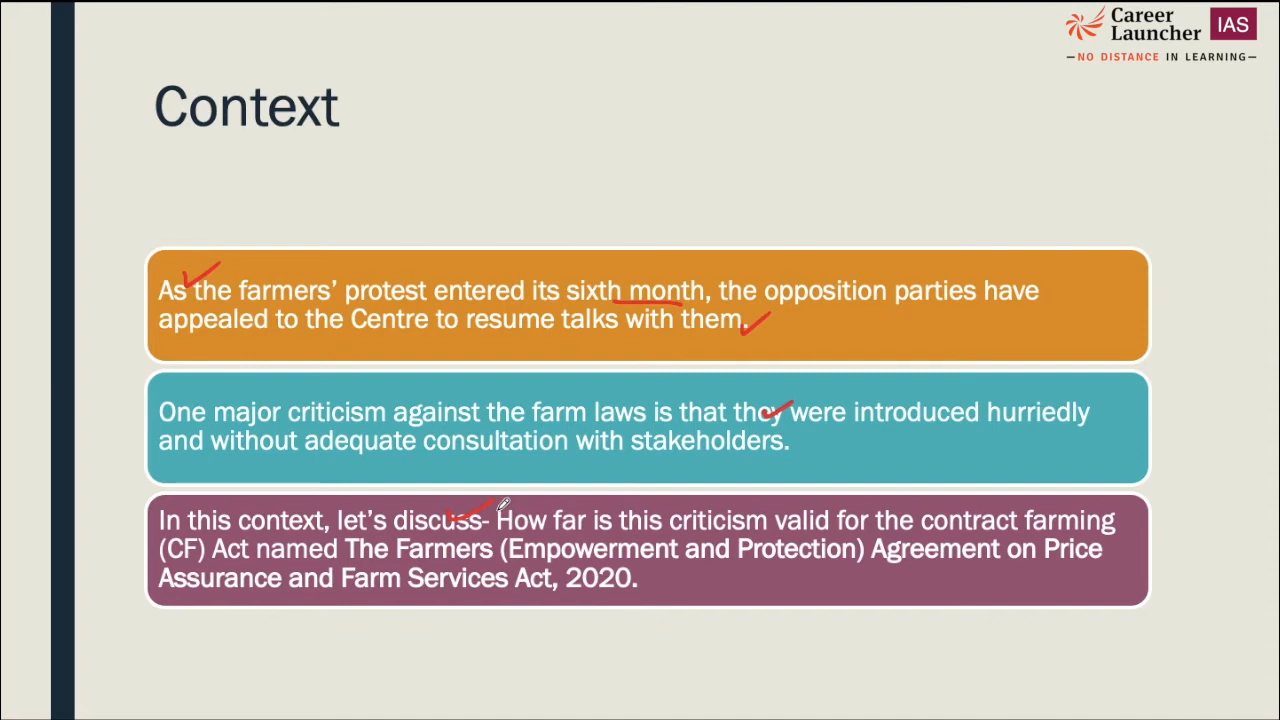 Career
Launcher
IAS
—NO DISTANCE IN LEARNING—
Context
As the farmers’ protest entered its sixth month, the opposition parties have
appealed to the Centre to resume talks with them.
One major criticism against the farm laws is that they were introduced hurriedly
and without adequate consultation with stakeholders.
In this context, let’s discuss- How far is this criticism valid for the contract farming
(CF) Act named The Farmers (Empowerment and Protection) Agreement on Price
Assurance and Farm Services Act, 2020.